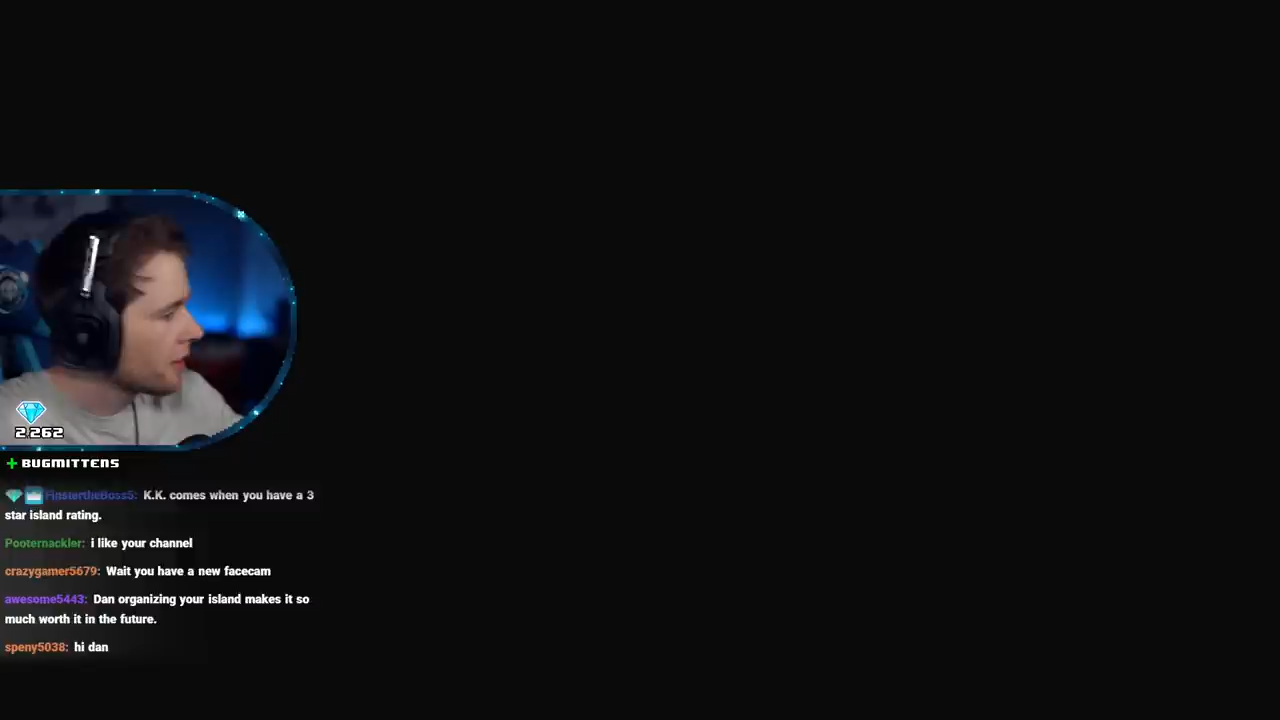 2,262
+ BUGMITTENS
FinstertheBoss5: K.K. comes when you have a 3
star island rating.
Pooternackler: i like your channel
crazygamer5679: Wait you have a new facecam
awesome5443: Dan organizing your island makes it so
much worth it in the future.
speny5038: hi dan